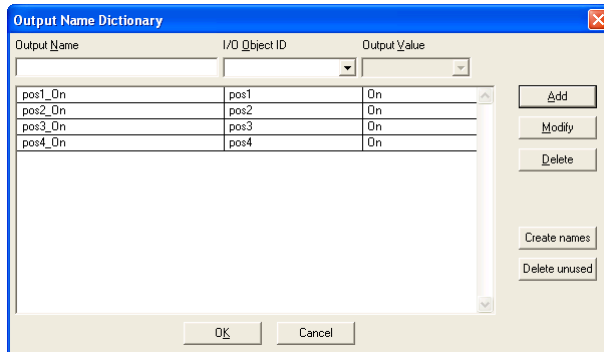 Output Name Dictionary
Output Name I/O Object ID Output Value
pos1_On pos1 On
pos2_On pos2 On
pos3_On pos3 On
pos4_On pos4 On
Add
Modify
Delete
Create names
Delete unused
OK Cancel